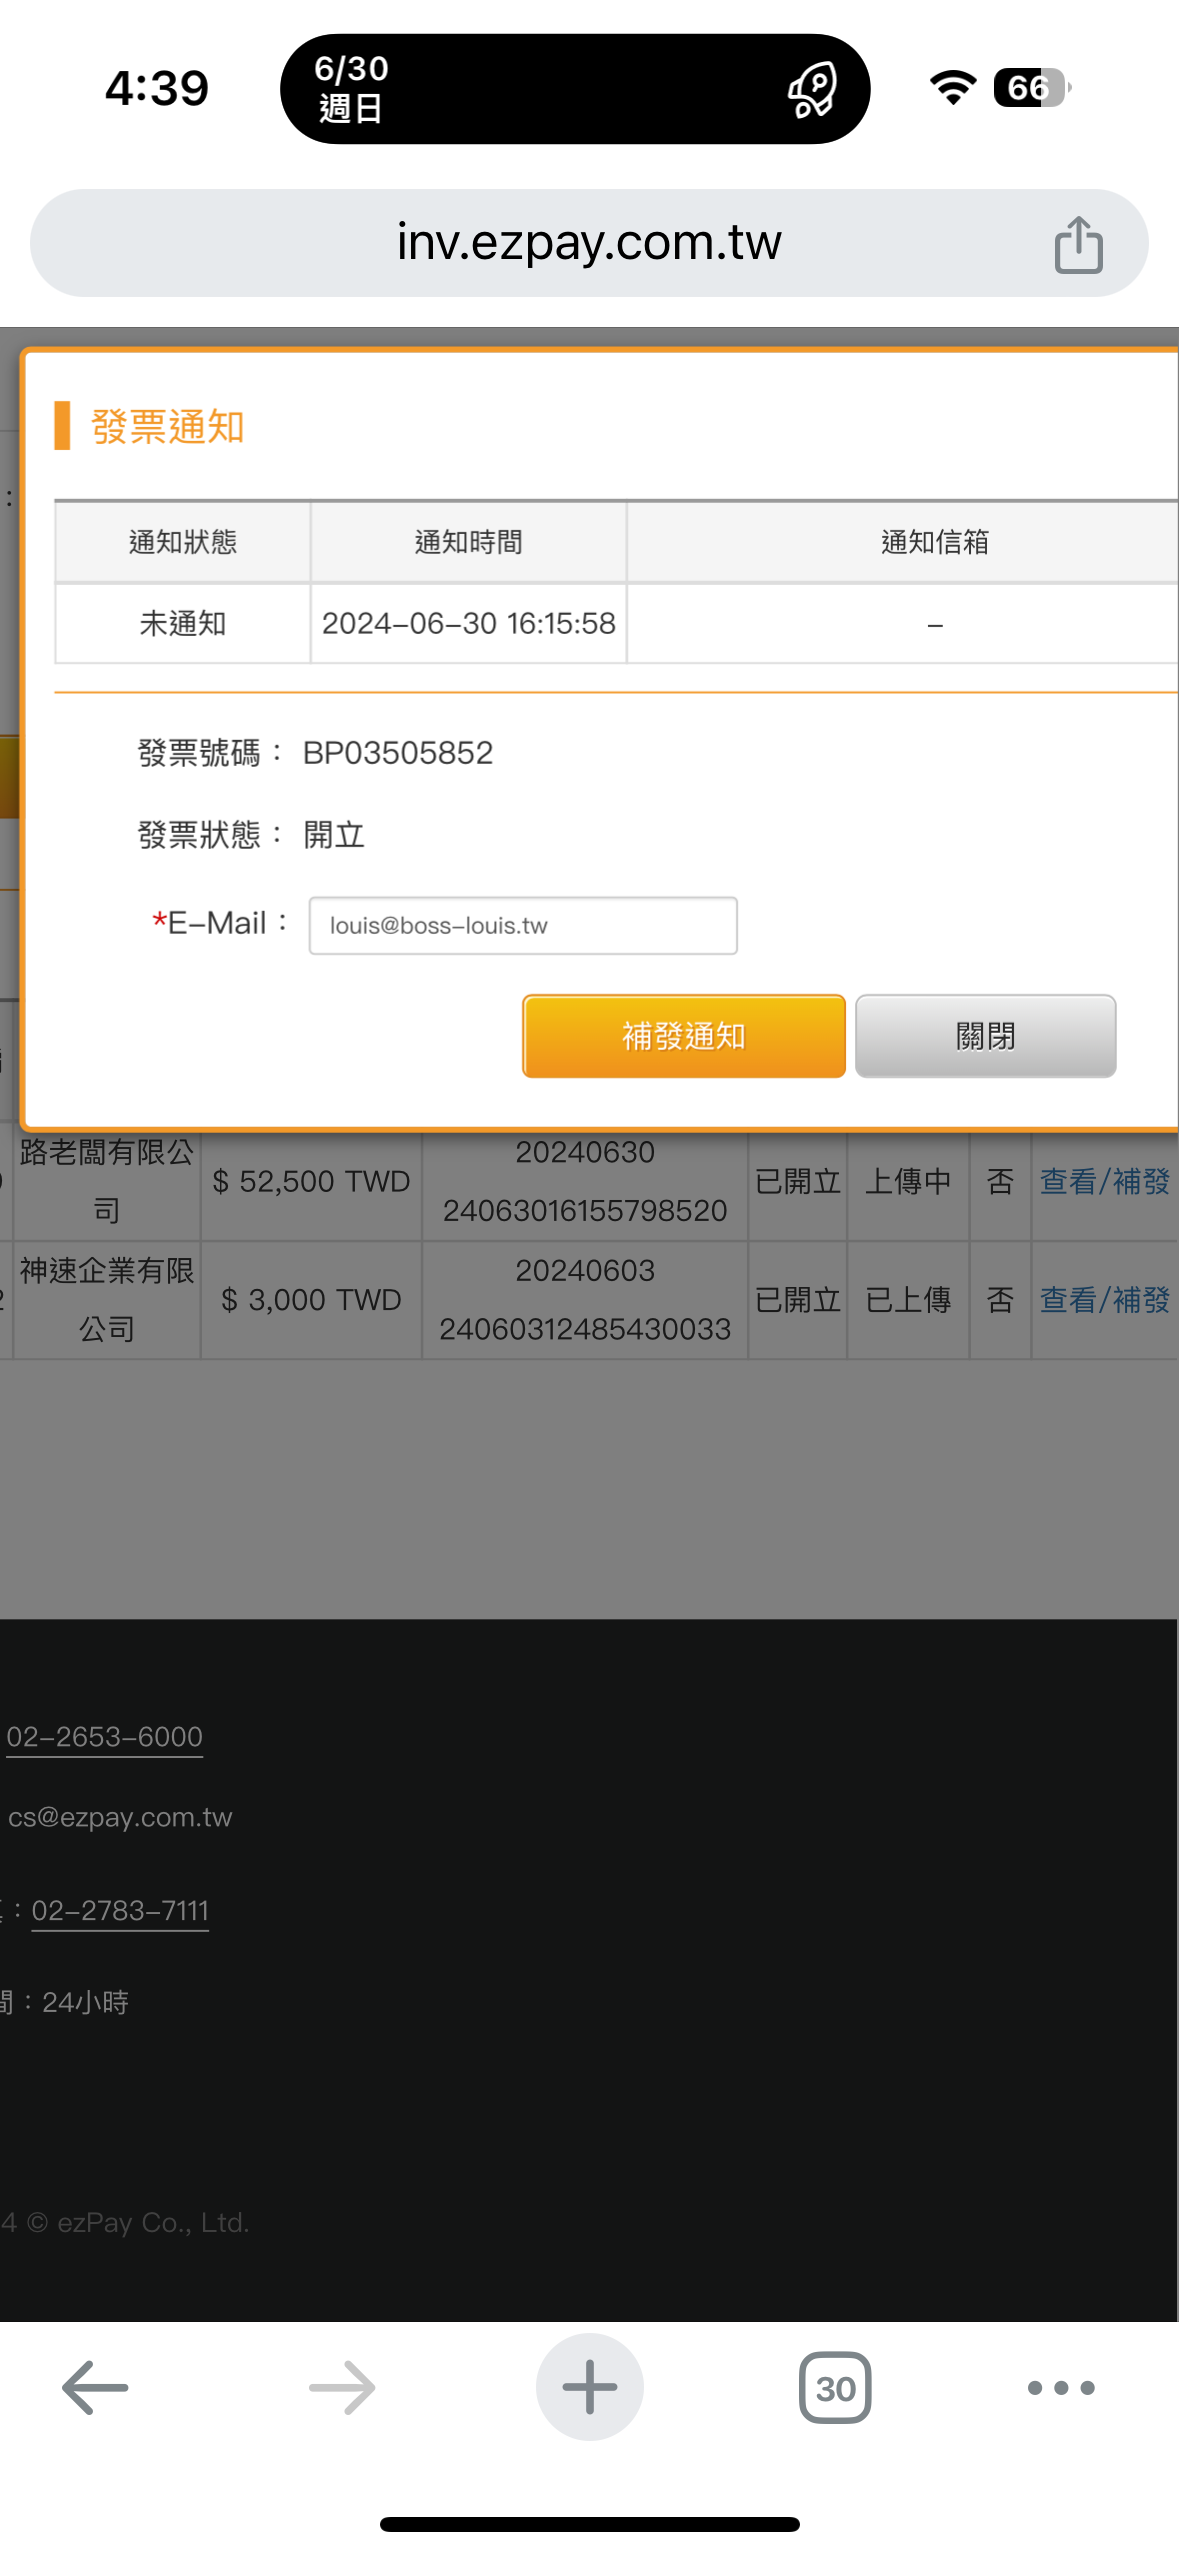 4:39
6/30
週日
66
inv.ezpay.com.tw
發票通知
通知狀態 通知時間 通知信箱
未通知 2024-06-30 16:15:58 -
發票號碼： BP03505852
發票狀態： 開立
*E-Mail： louis@boss-louis.tw
補發通知 關閉
路老闆有限公司 $ 52,500 TWD 20240630 24063016155798520 已開立 上傳中 否 查看/補發
神速企業有限公司 $ 3,000 TWD 20240603 24060312485430033 已開立 已上傳 否 查看/補發
02-2653-6000
cs@ezpay.com.tw
：02-2783-7111
間：24小時
4 © ezPay Co., Ltd.
30